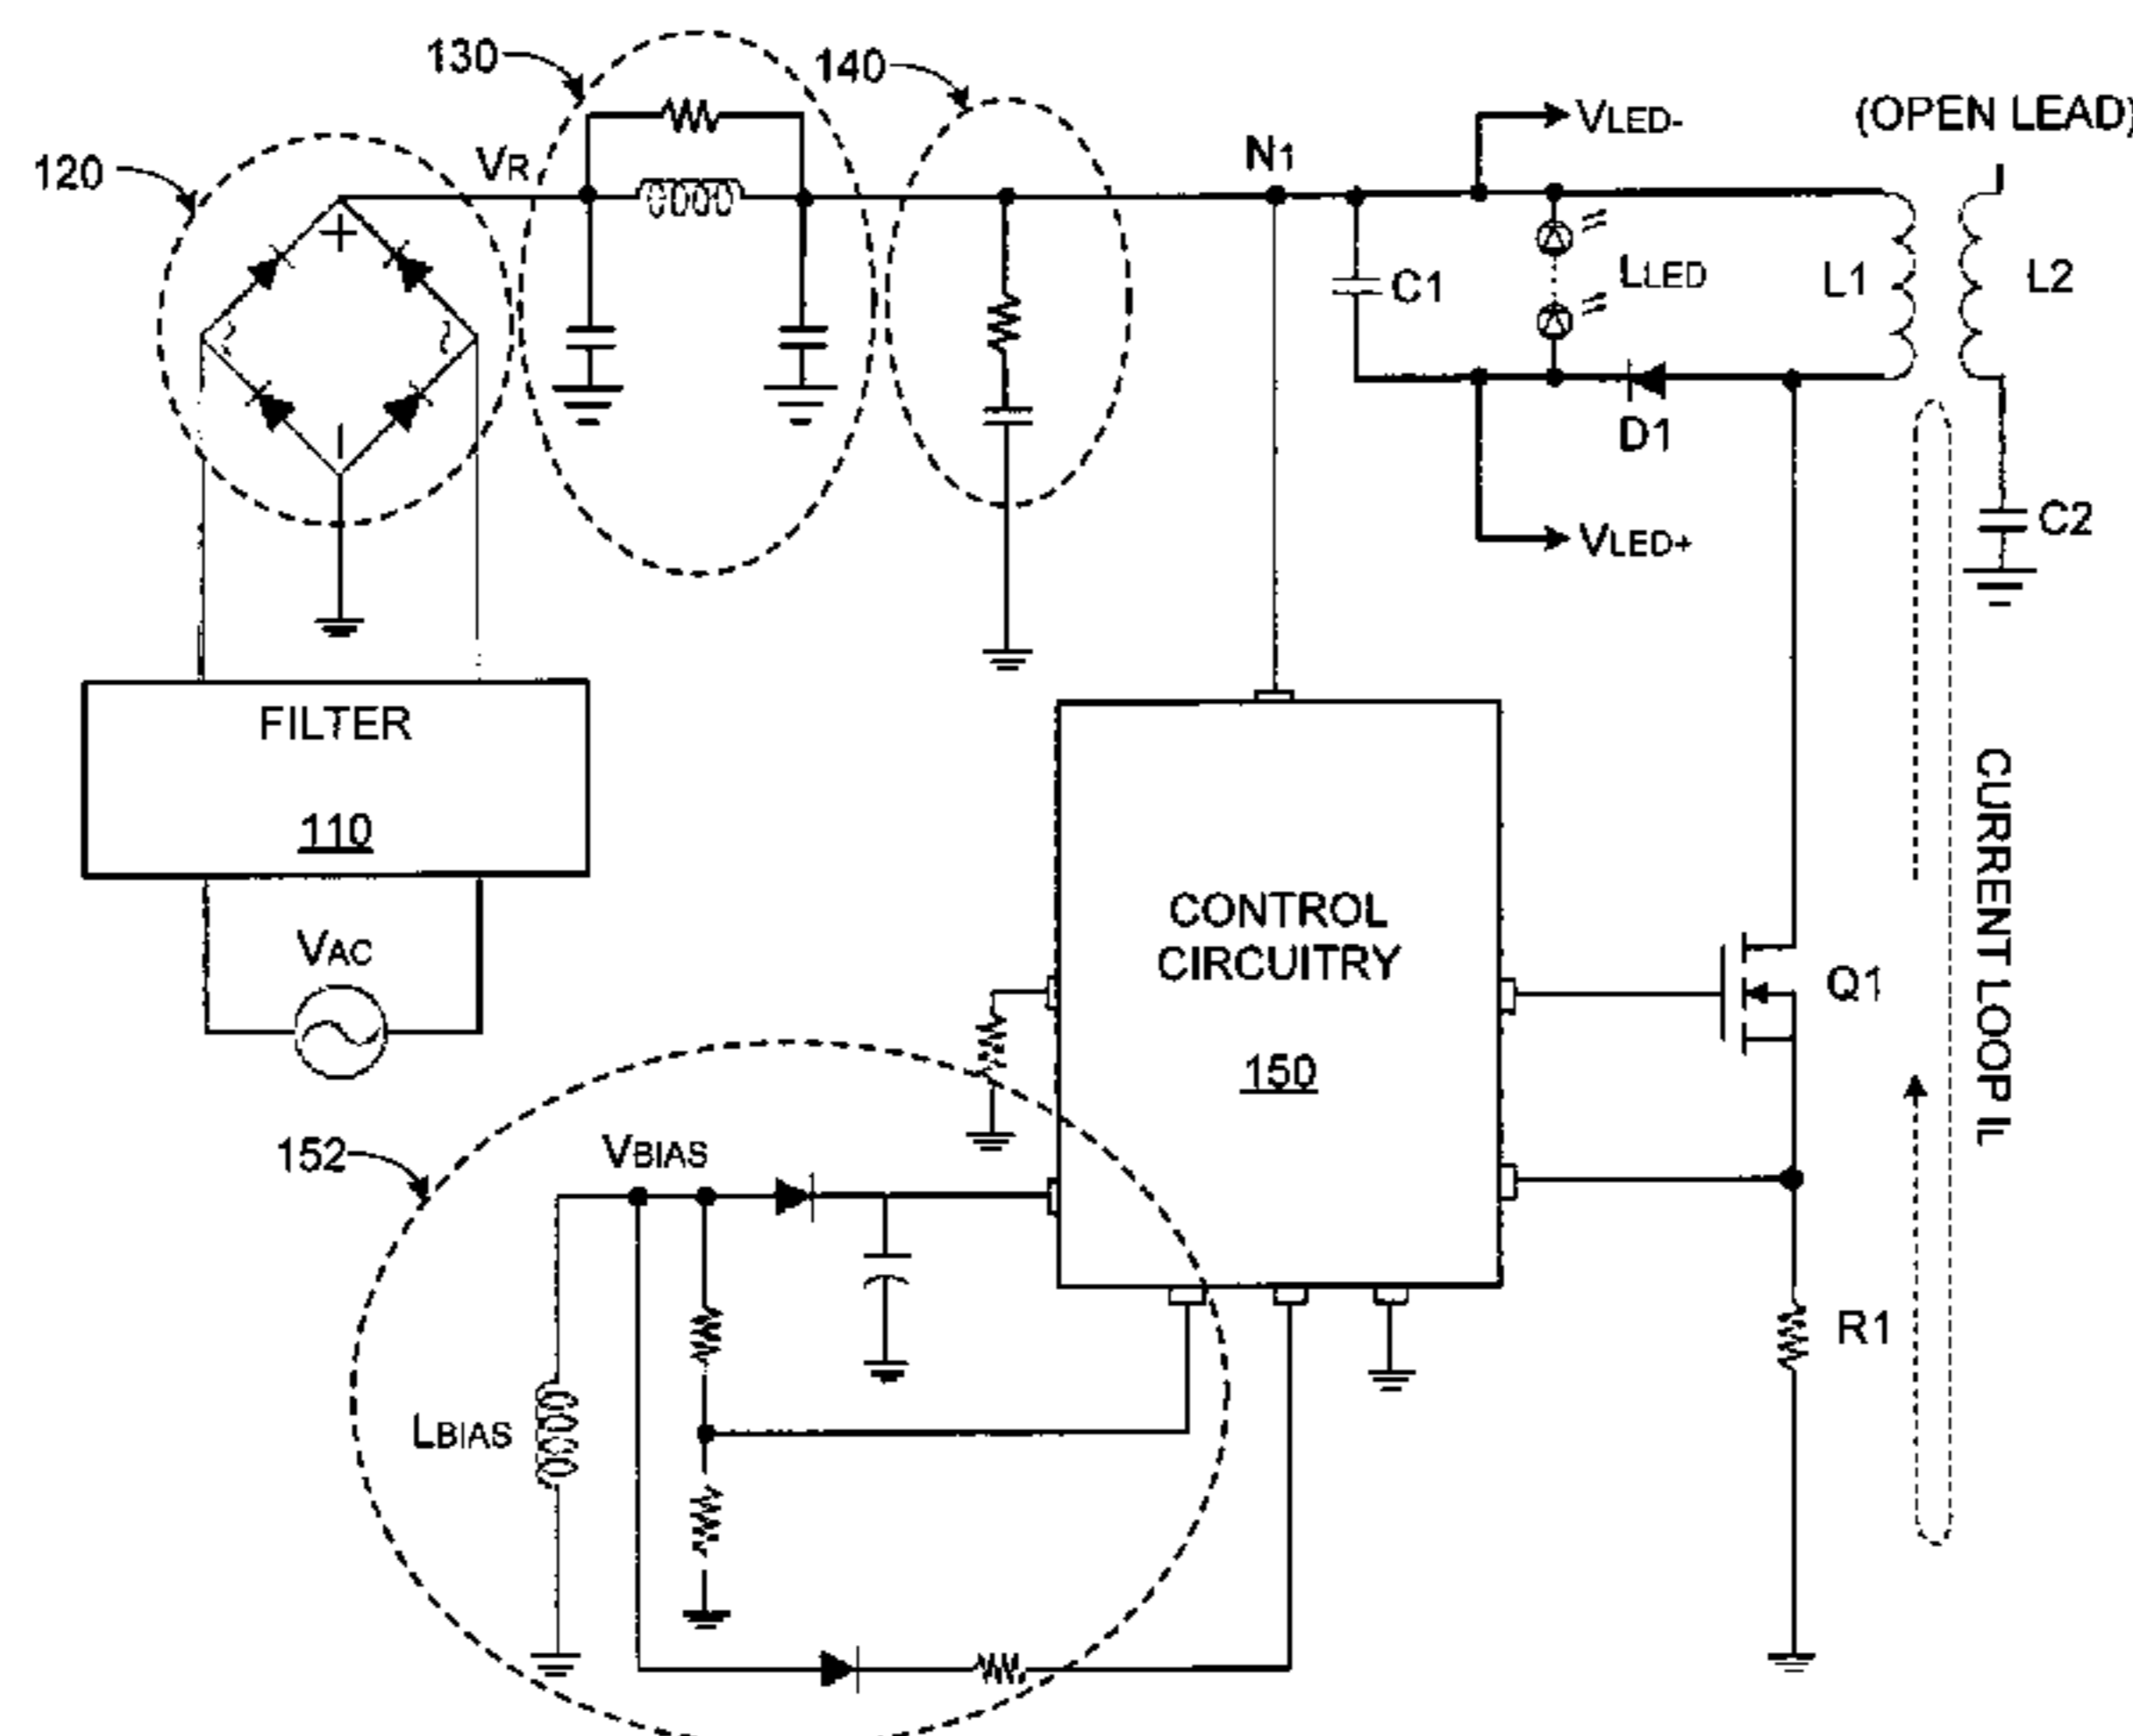 130
140
VLED-
(OPEN LEAD)
120
VR
N1
+
C1
LLED
L1
L2
D1
C2
VLED+
FILTER
110
CURRENT LOOP IL
CONTROL
CIRCUITRY
150
VAC
Q1
152
VBIAS
R1
LBIAS